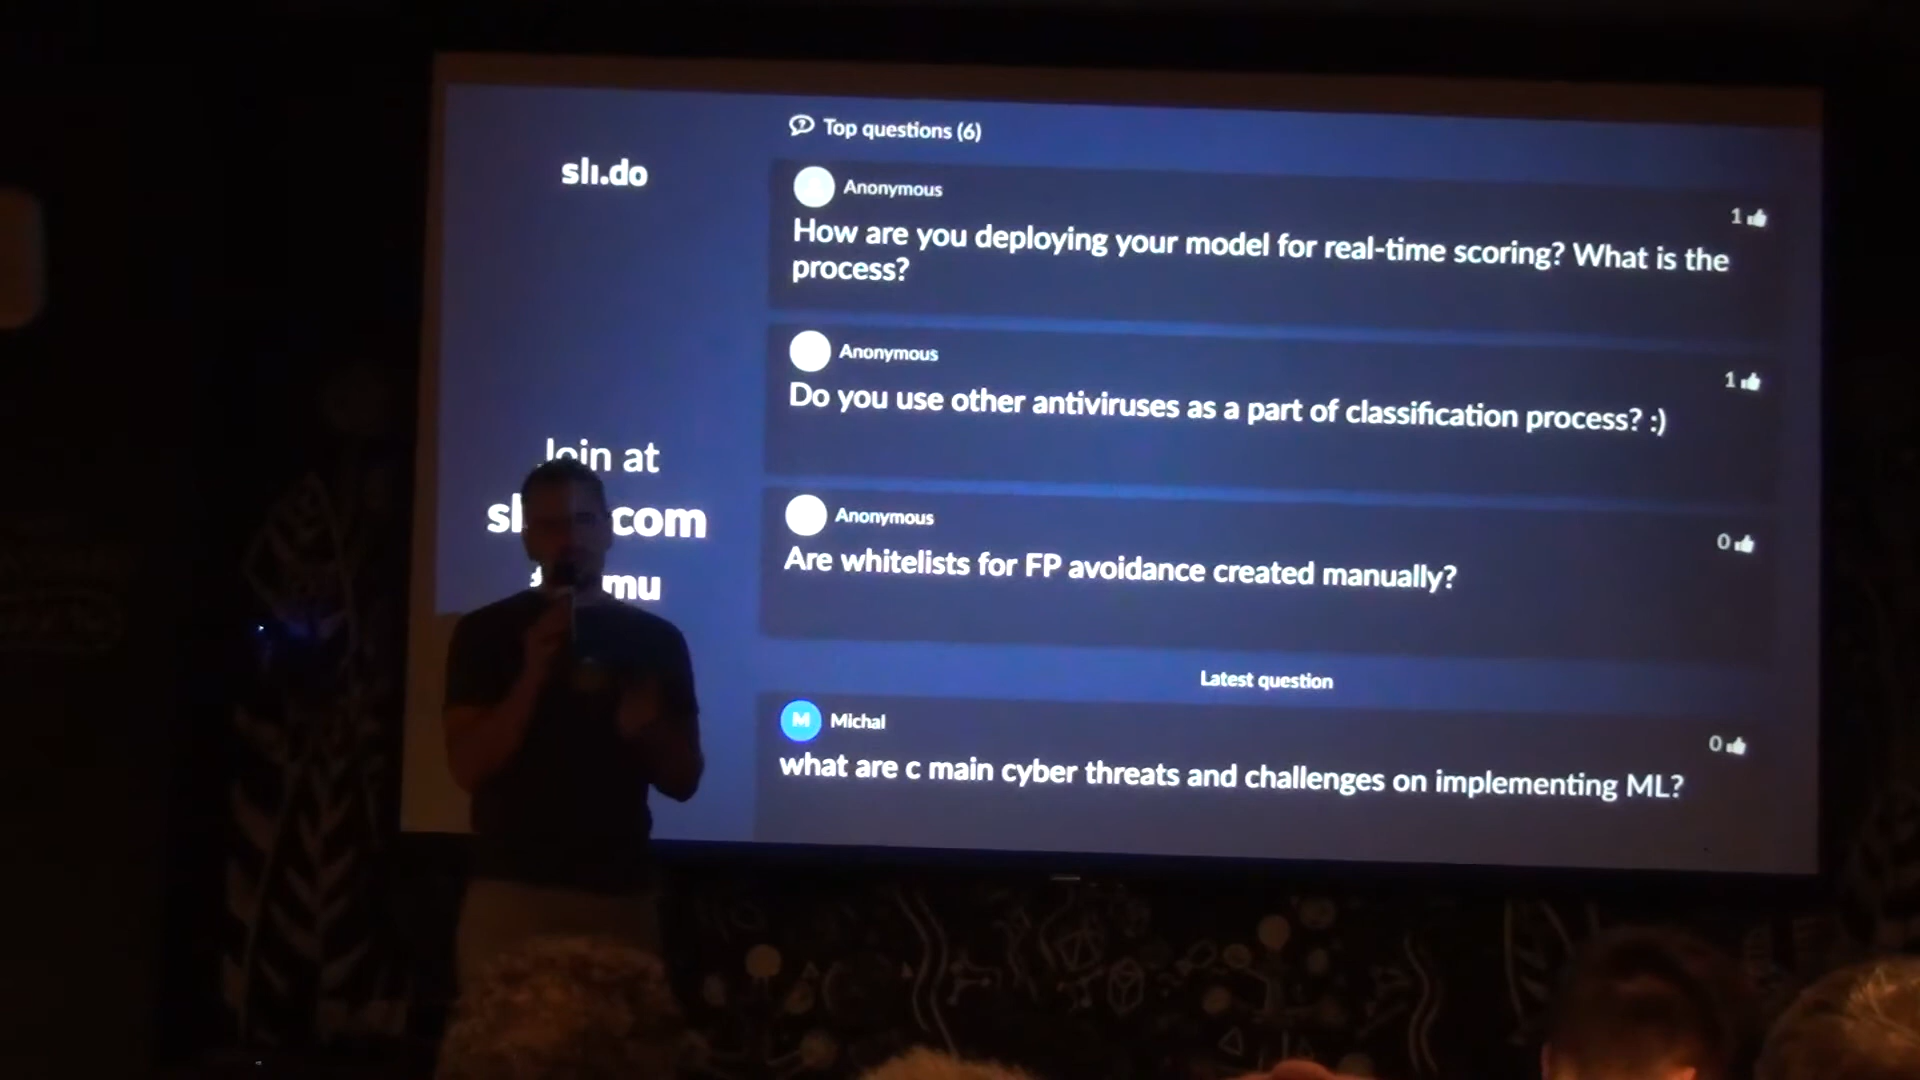 sli.do
Join at
com
mu
Top questions (6)
Anonymous
1
How are you deploying your model for real-time scoring? What is the
process?
Anonymous
1
Do you use other antiviruses as a part of classification process? :)
Anonymous
0
Are whitelists for FP avoidance created manually?
Latest question
M
Michal
0
what are c main cyber threats and challenges on implementing ML?